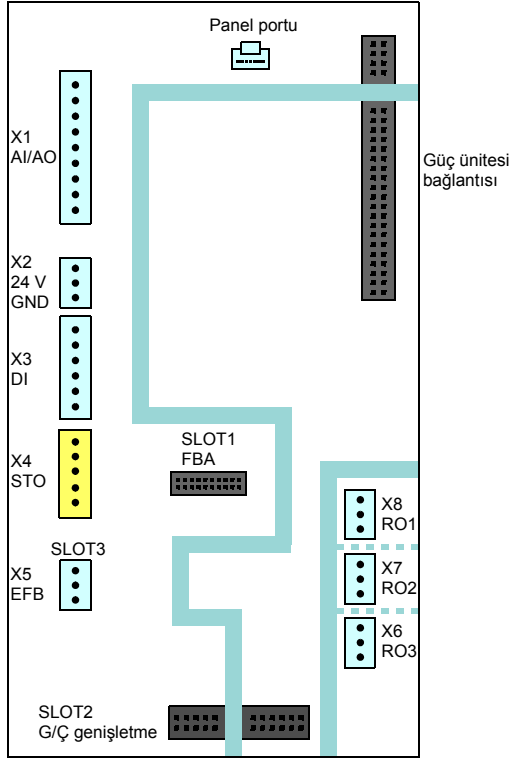 Panel portu
X1
AI/AO
Güç ünitesi
bağlantısı
X2
24 V
GND
X3
DI
SLOT1
FBA
X4
STO
X8
RO1
SLOT3
X5
EFB
X7
RO2
X6
RO3
SLOT2
G/Ç genişletme